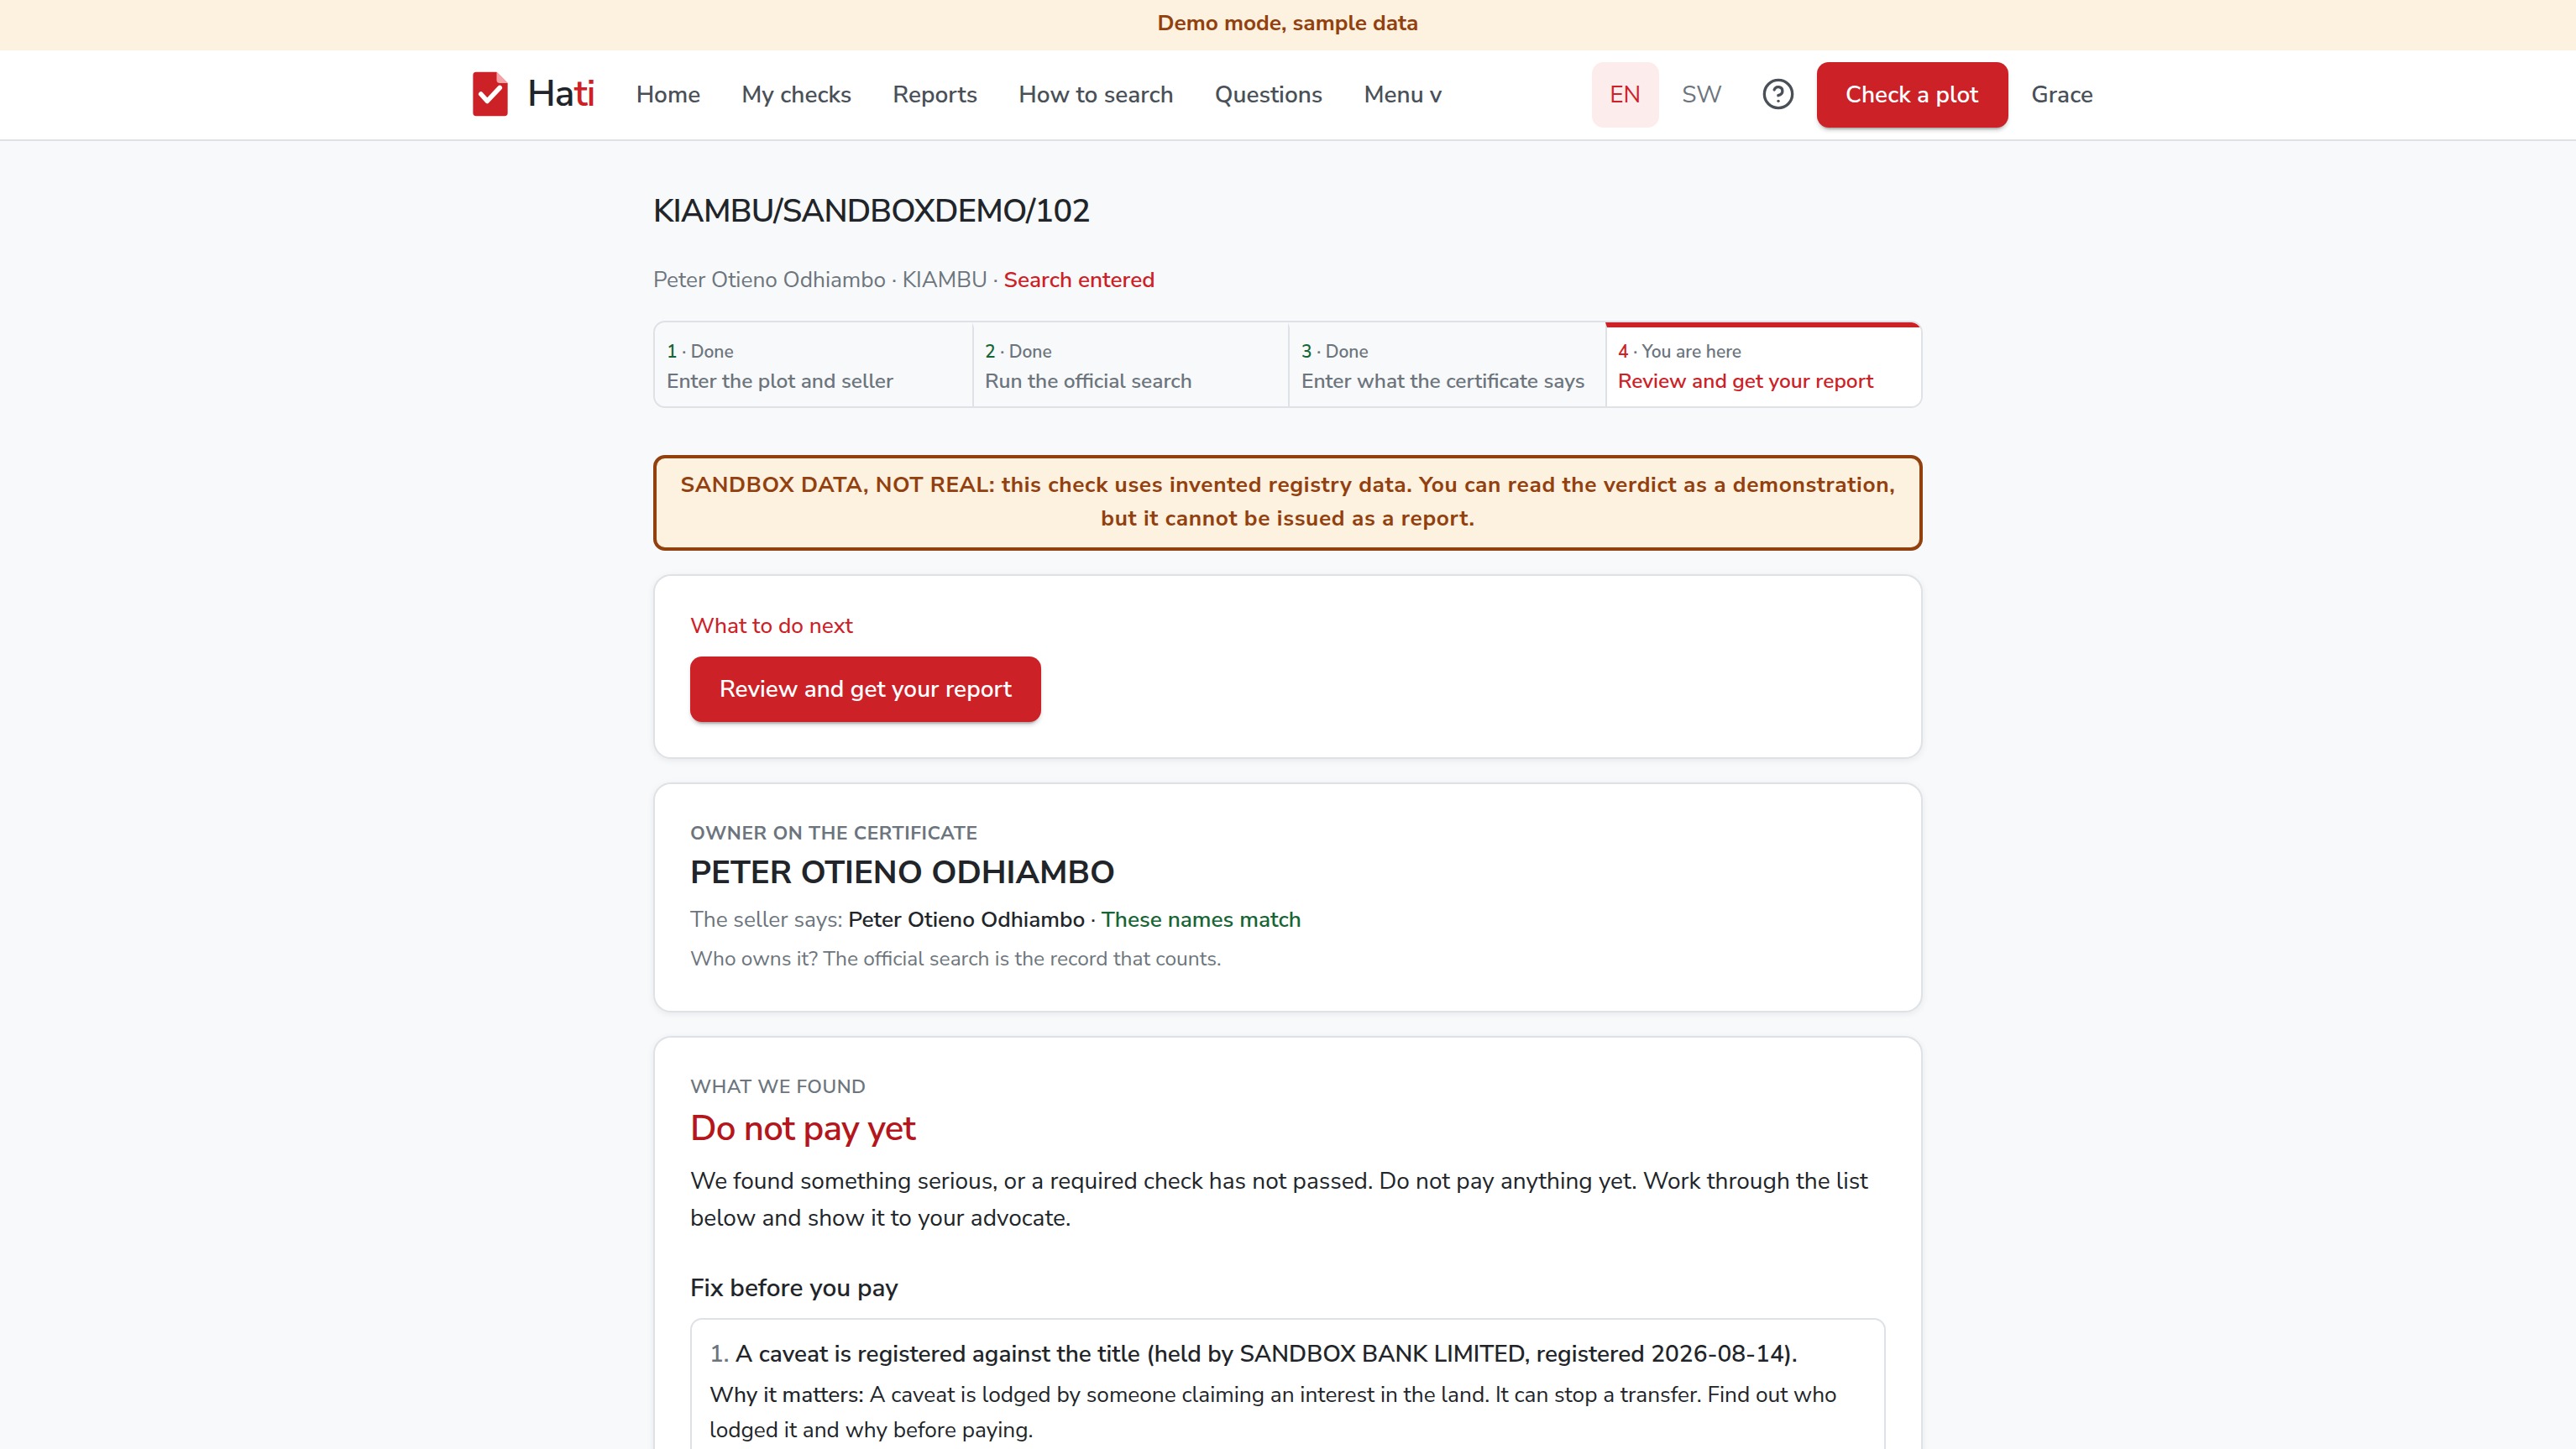 Demo mode, sample data
Hati Home My checks Reports How to search Questions Menu v EN SW ? Check a plot Grace
KIAMBU/SANDBOXDEMO/102
Peter Otieno Odhiambo · KIAMBU · Search entered
1 · Done
Enter the plot and seller
2 · Done
Run the official search
3 · Done
Enter what the certificate says
4 · You are here
Review and get your report
SANDBOX DATA, NOT REAL: this check uses invented registry data. You can read the verdict as a demonstration,
but it cannot be issued as a report.
What to do next
Review and get your report
OWNER ON THE CERTIFICATE
PETER OTIENO ODHIAMBO
The seller says: Peter Otieno Odhiambo · These names match
Who owns it? The official search is the record that counts.
WHAT WE FOUND
Do not pay yet
We found something serious, or a required check has not passed. Do not pay anything yet. Work through the list
below and show it to your advocate.
Fix before you pay
1. A caveat is registered against the title (held by SANDBOX BANK LIMITED, registered 2026-08-14).
Why it matters: A caveat is lodged by someone claiming an interest in the land. It can stop a transfer. Find out who
lodged it and why before paying.